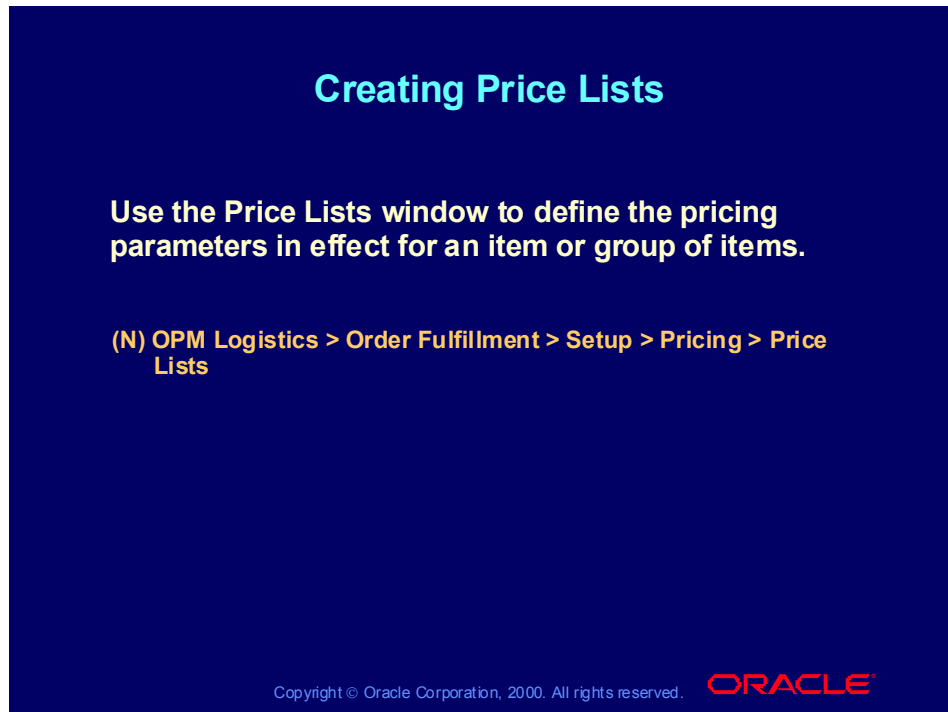 Creating Price Lists
Use the Price Lists window to define the pricing
parameters in effect for an item or group of items.
(N) OPM Logistics > Order Fulfillment > Setup > Pricing > Price
Lists
Copyright © Oracle Corporation, 2000. All rights reserved.
ORACLE®